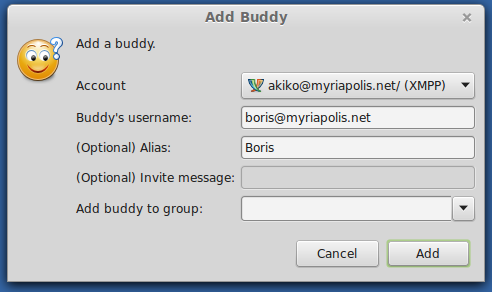 Add Buddy
Add a buddy.
Account akiko@myriapolis.net/ (XMPP)
Buddy's username: boris@myriapolis.net
(Optional) Alias: Boris
(Optional) Invite message:
Add buddy to group:
Cancel Add